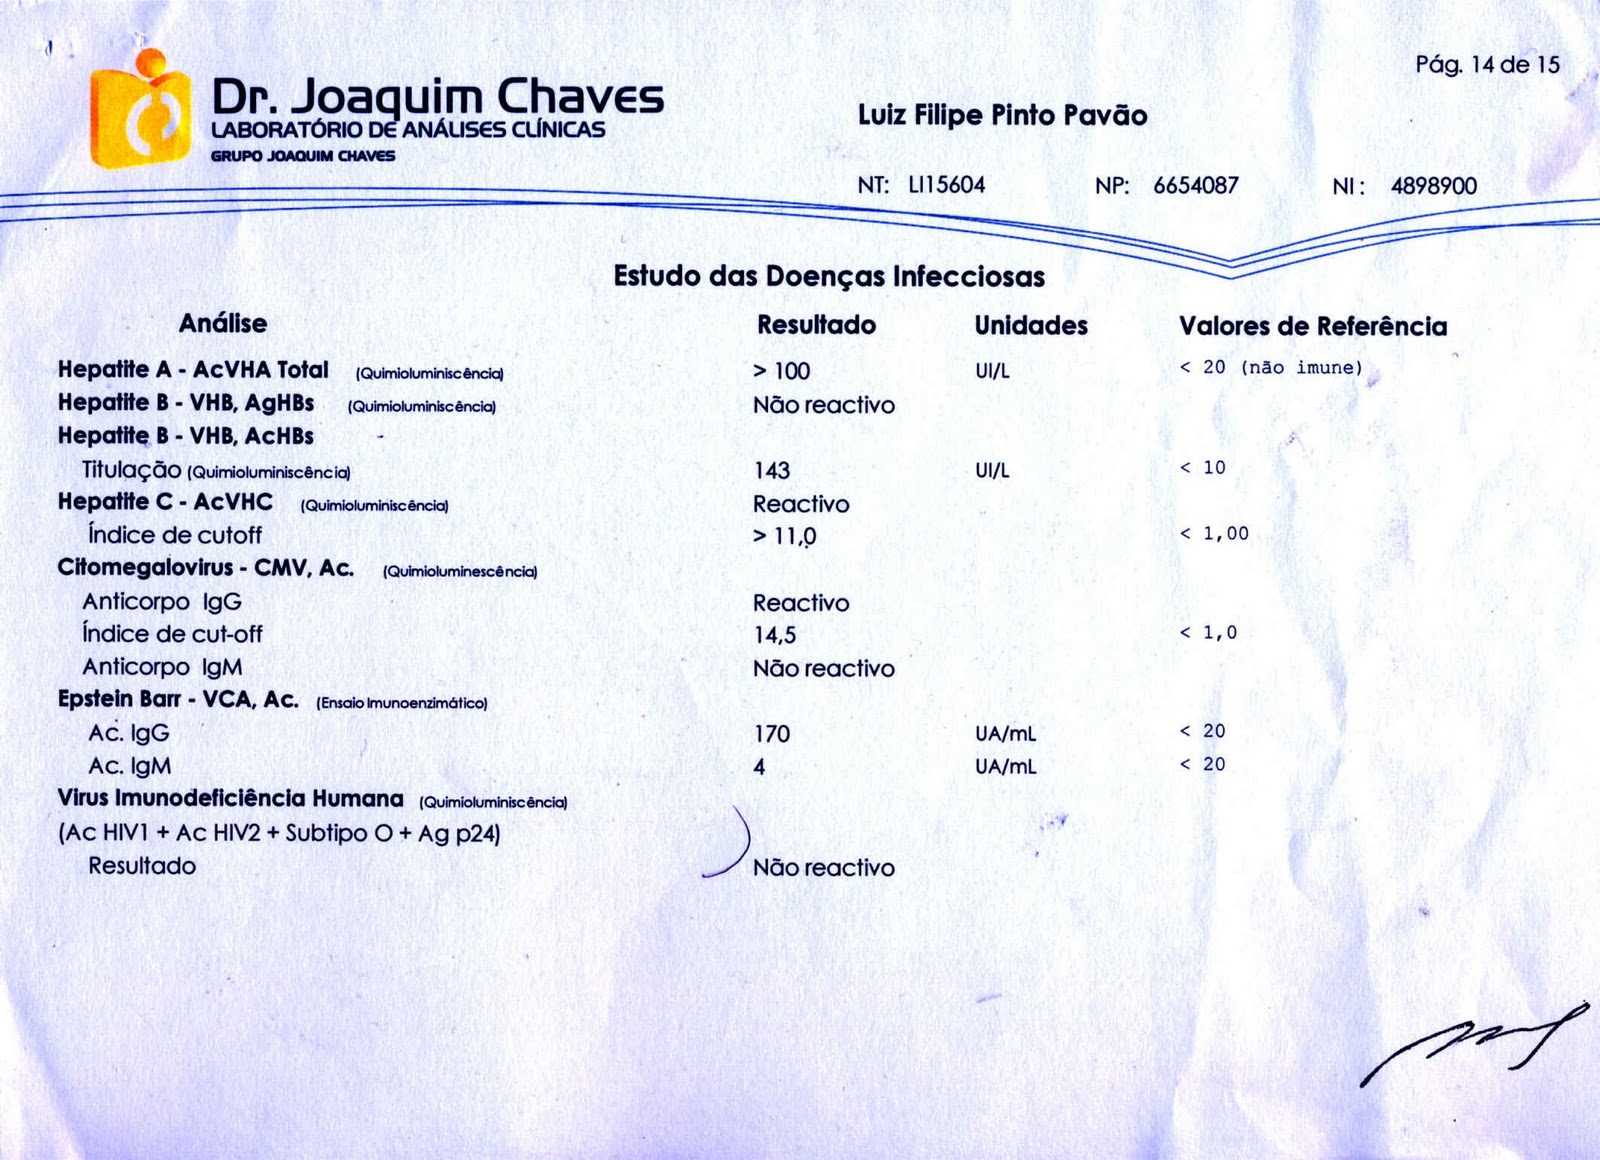 Pág. 14 de 15
Dr. Joaquim Chaves
LABORATÓRIO DE ANÁLISES CLÍNICAS
GRUPO JOAQUIM CHAVES
Luiz Filipe Pinto Pavão
NT: LI15604 NP: 6654087 NI: 4898900
Estudo das Doenças Infecciosas
Análise Resultado Unidades Valores de Referência
Hepatite A - AcVHA Total (Quimioluminiscência) > 100 UI/L < 20 (não imune)
Hepatite B - VHB, AgHBs (Quimioluminiscência) Não reactivo
Hepatite B - VHB, AcHBs
Titulação (Quimioluminiscência) 143 UI/L < 10
Hepatite C - AcVHC (Quimioluminiscência) Reactivo
Índice de cutoff > 11,0 < 1,00
Citomegalovirus - CMV, Ac. (Quimioluminescência)
Anticorpo IgG Reactivo
Índice de cut-off 14,5 < 1,0
Anticorpo IgM Não reactivo
Epstein Barr - VCA, Ac. (Ensaio Imunoenzimático)
Ac. IgG 170 UA/mL < 20
Ac. IgM 4 UA/mL < 20
Virus Imunodeficiência Humana (Quimioluminiscência)
(Ac HIV1 + Ac HIV2 + Subtipo O + Ag p24)
Resultado Não reactivo